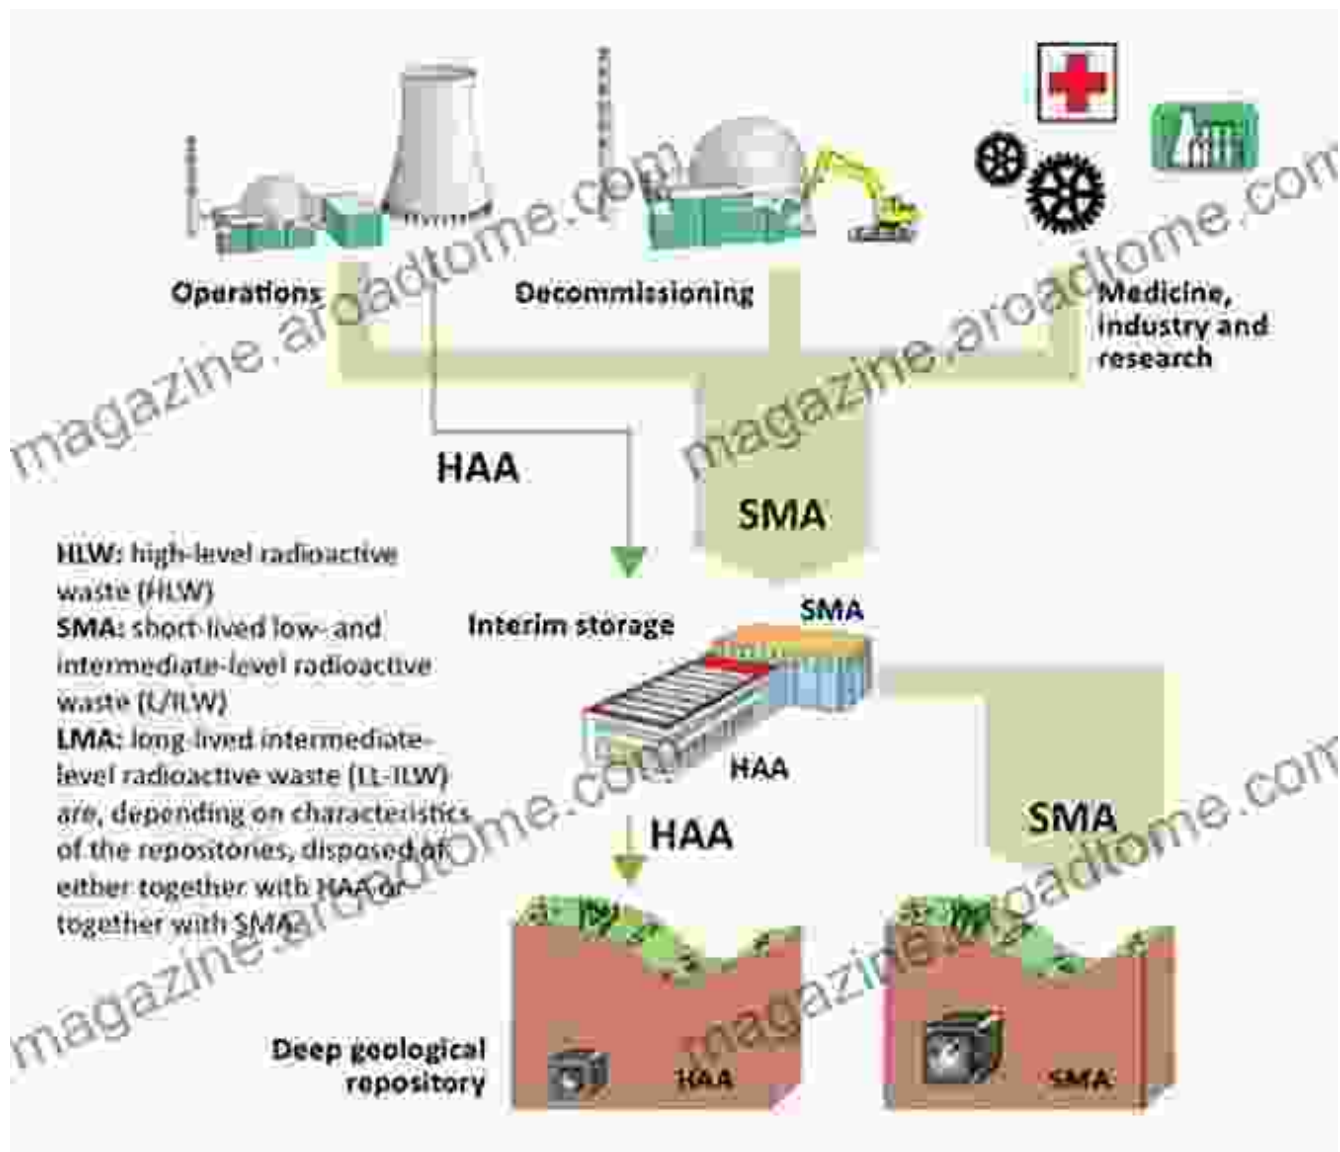 Operations
Decommissioning
Medicine,
industry and
research
HAA
SMA
HLW: high-level radioactive
waste (HLW)
SMA: short-lived low- and
intermediate-level radioactive
waste (L/ILW)
LMA: long-lived intermediate-
level radioactive waste (LL-ILW)
are, depending on characteristics
of the repositories, disposed of
either together with HAA or
together with SMA.
Interim storage
SMA
HAA
HAA
SMA
Deep geological
repository
HAA
SMA
magazine.aroadtome.com
magazine.aroadtome.com
magazine.aroadtome.com
magazine.aroadtome.com